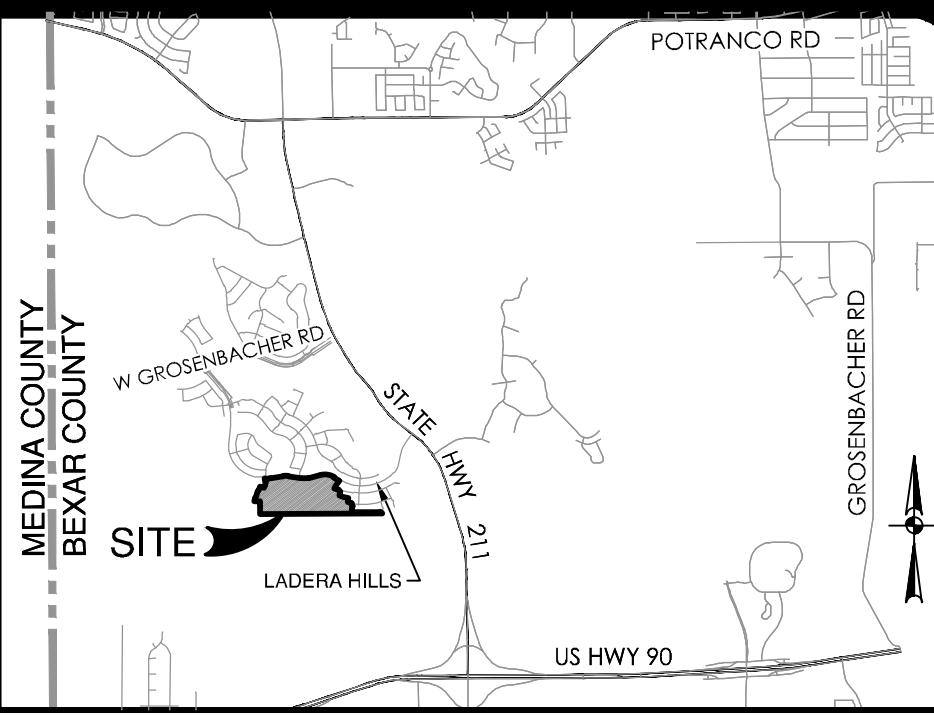 POTRANCO RD
W GROSENBACHER RD
MEDINA COUNTY
BEXAR COUNTY
STATE HWY 211
GROSENBACHER RD
SITE
LADERA HILLS
US HWY 90